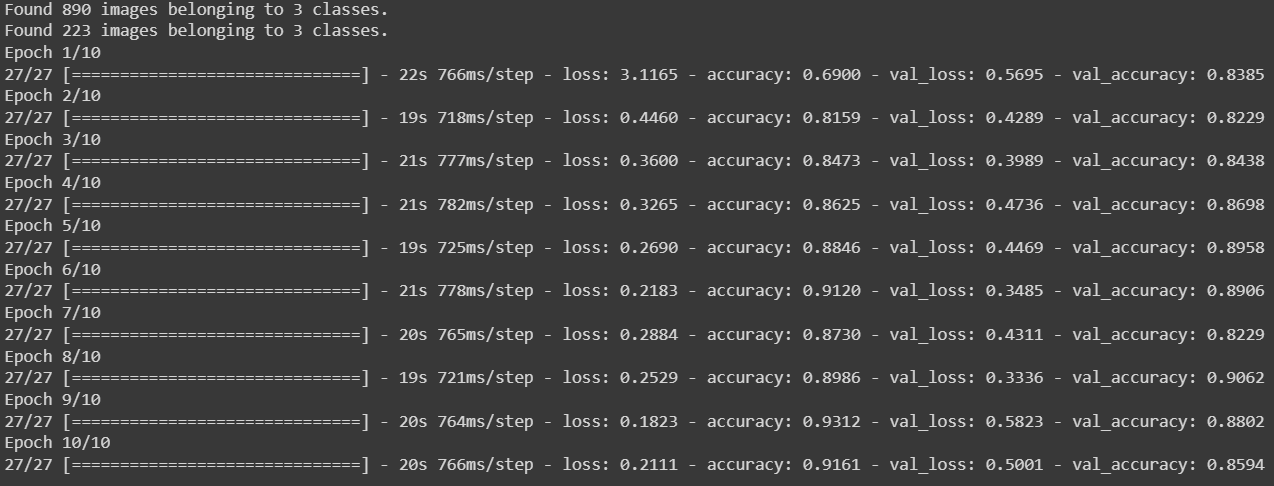 Found 890 images belonging to 3 classes.
Found 223 images belonging to 3 classes.
Epoch 1/10
27/27 [==============================] - 22s 766ms/step - loss: 3.1165 - accuracy: 0.6900 - val_loss: 0.5695 - val_accuracy: 0.8385
Epoch 2/10
27/27 [==============================] - 19s 718ms/step - loss: 0.4460 - accuracy: 0.8159 - val_loss: 0.4289 - val_accuracy: 0.8229
Epoch 3/10
27/27 [==============================] - 21s 777ms/step - loss: 0.3600 - accuracy: 0.8473 - val_loss: 0.3989 - val_accuracy: 0.8438
Epoch 4/10
27/27 [==============================] - 21s 782ms/step - loss: 0.3265 - accuracy: 0.8625 - val_loss: 0.4736 - val_accuracy: 0.8698
Epoch 5/10
27/27 [==============================] - 19s 725ms/step - loss: 0.2690 - accuracy: 0.8846 - val_loss: 0.4469 - val_accuracy: 0.8958
Epoch 6/10
27/27 [==============================] - 21s 778ms/step - loss: 0.2183 - accuracy: 0.9120 - val_loss: 0.3485 - val_accuracy: 0.8906
Epoch 7/10
27/27 [==============================] - 20s 765ms/step - loss: 0.2884 - accuracy: 0.8730 - val_loss: 0.4311 - val_accuracy: 0.8229
Epoch 8/10
27/27 [==============================] - 19s 721ms/step - loss: 0.2529 - accuracy: 0.8986 - val_loss: 0.3336 - val_accuracy: 0.9062
Epoch 9/10
27/27 [==============================] - 20s 764ms/step - loss: 0.1823 - accuracy: 0.9312 - val_loss: 0.5823 - val_accuracy: 0.8802
Epoch 10/10
27/27 [==============================] - 20s 766ms/step - loss: 0.2111 - accuracy: 0.9161 - val_loss: 0.5001 - val_accuracy: 0.8594